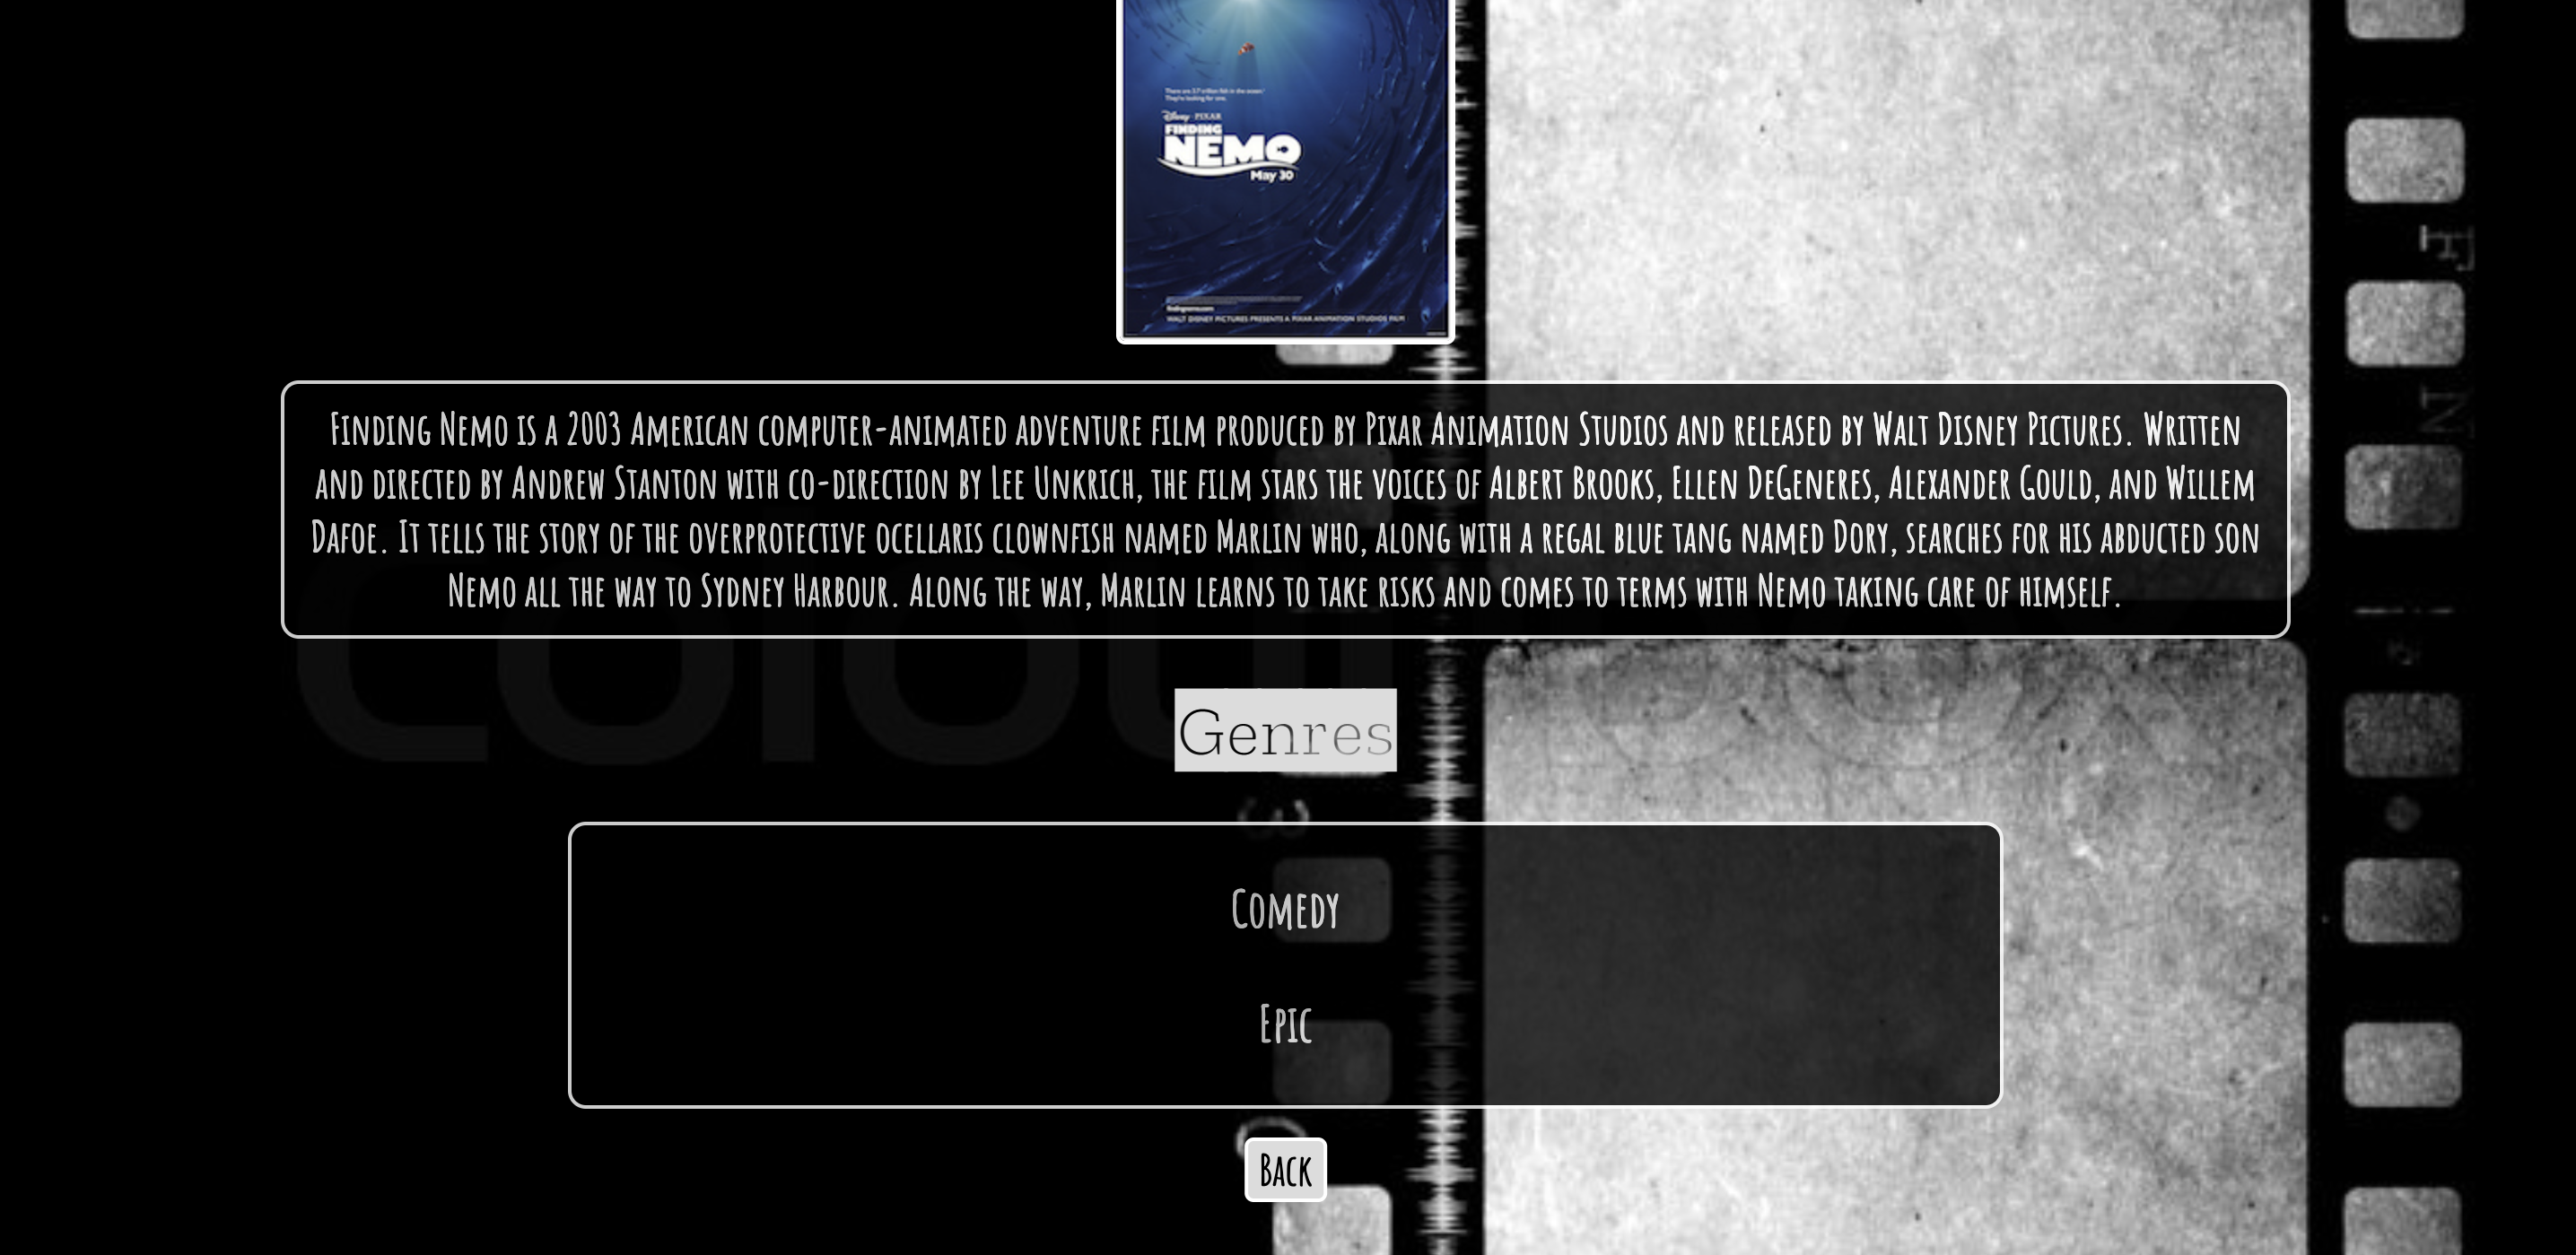 There are 3.7 trillion fish in the ocean
They're looking for one.
Disney · PIXAR
FINDING
NEMO
May 30
findingnemo.com
WALT DISNEY PICTURES PRESENTS A PIXAR ANIMATION STUDIOS FILM
Finding Nemo is a 2003 American computer-animated adventure film produced by Pixar Animation Studios and released by Walt Disney Pictures. Written
and directed by Andrew Stanton with co-direction by Lee Unkrich, the film stars the voices of Albert Brooks, Ellen DeGeneres, Alexander Gould, and Willem
Dafoe. It tells the story of the overprotective ocellaris clownfish named Marlin who, along with a regal blue tang named Dory, searches for his abducted son
Nemo all the way to Sydney Harbour. Along the way, Marlin learns to take risks and comes to terms with Nemo taking care of himself.
Genres
Comedy
Epic
Back